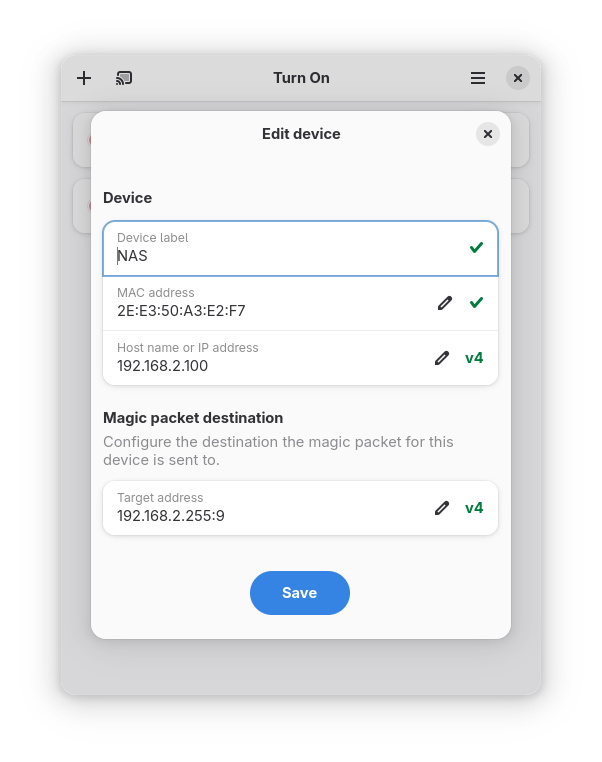 Turn On
Edit device
Device
Device label
NAS
MAC address
2E:E3:50:A3:E2:F7
Host name or IP address
192.168.2.100
v4
Magic packet destination
Configure the destination the magic packet for this
device is sent to.
Target address
192.168.2.255:9
v4
Save